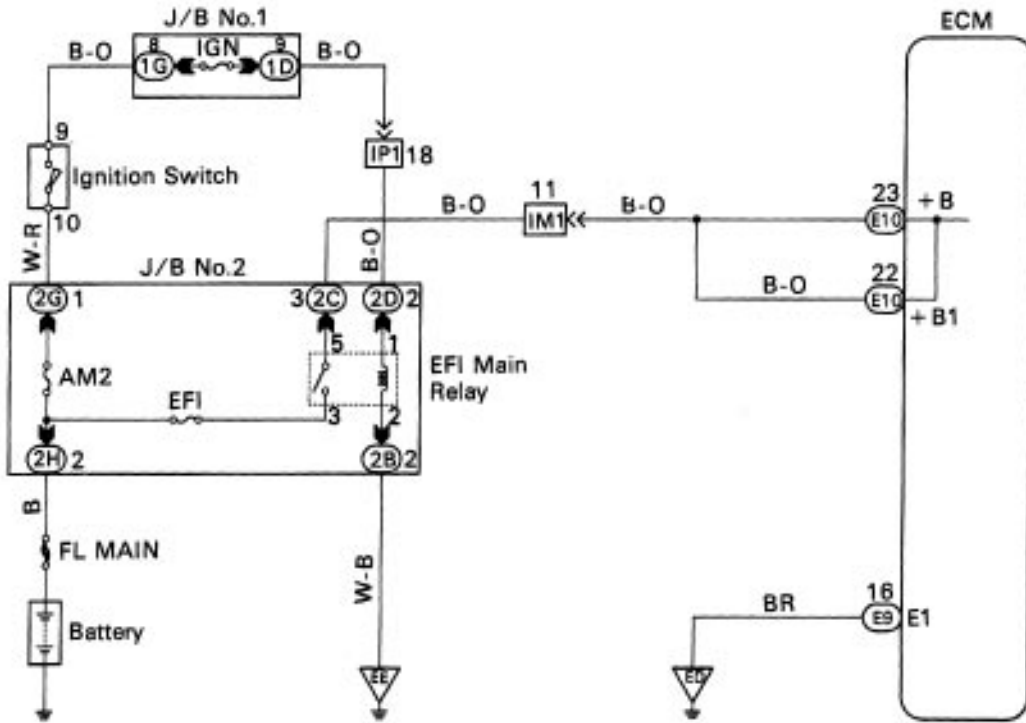 J/B No.1
ECM
8 IGN 9
B-O
1G
1D
B-O
9
IP1 18
Ignition Switch
11
23
+B
B-O
IM1
B-O
E10
10
W-R
B-O
22
J/B No.2
B-O
E10
2G 1
3 2C
2D 2
+B1
5
1
EFI Main
Relay
AM2
EFI
3
2
2H 2
2B 2
B
FL MAIN
W-B
16
BR
E9 E1
Battery
EE
ED